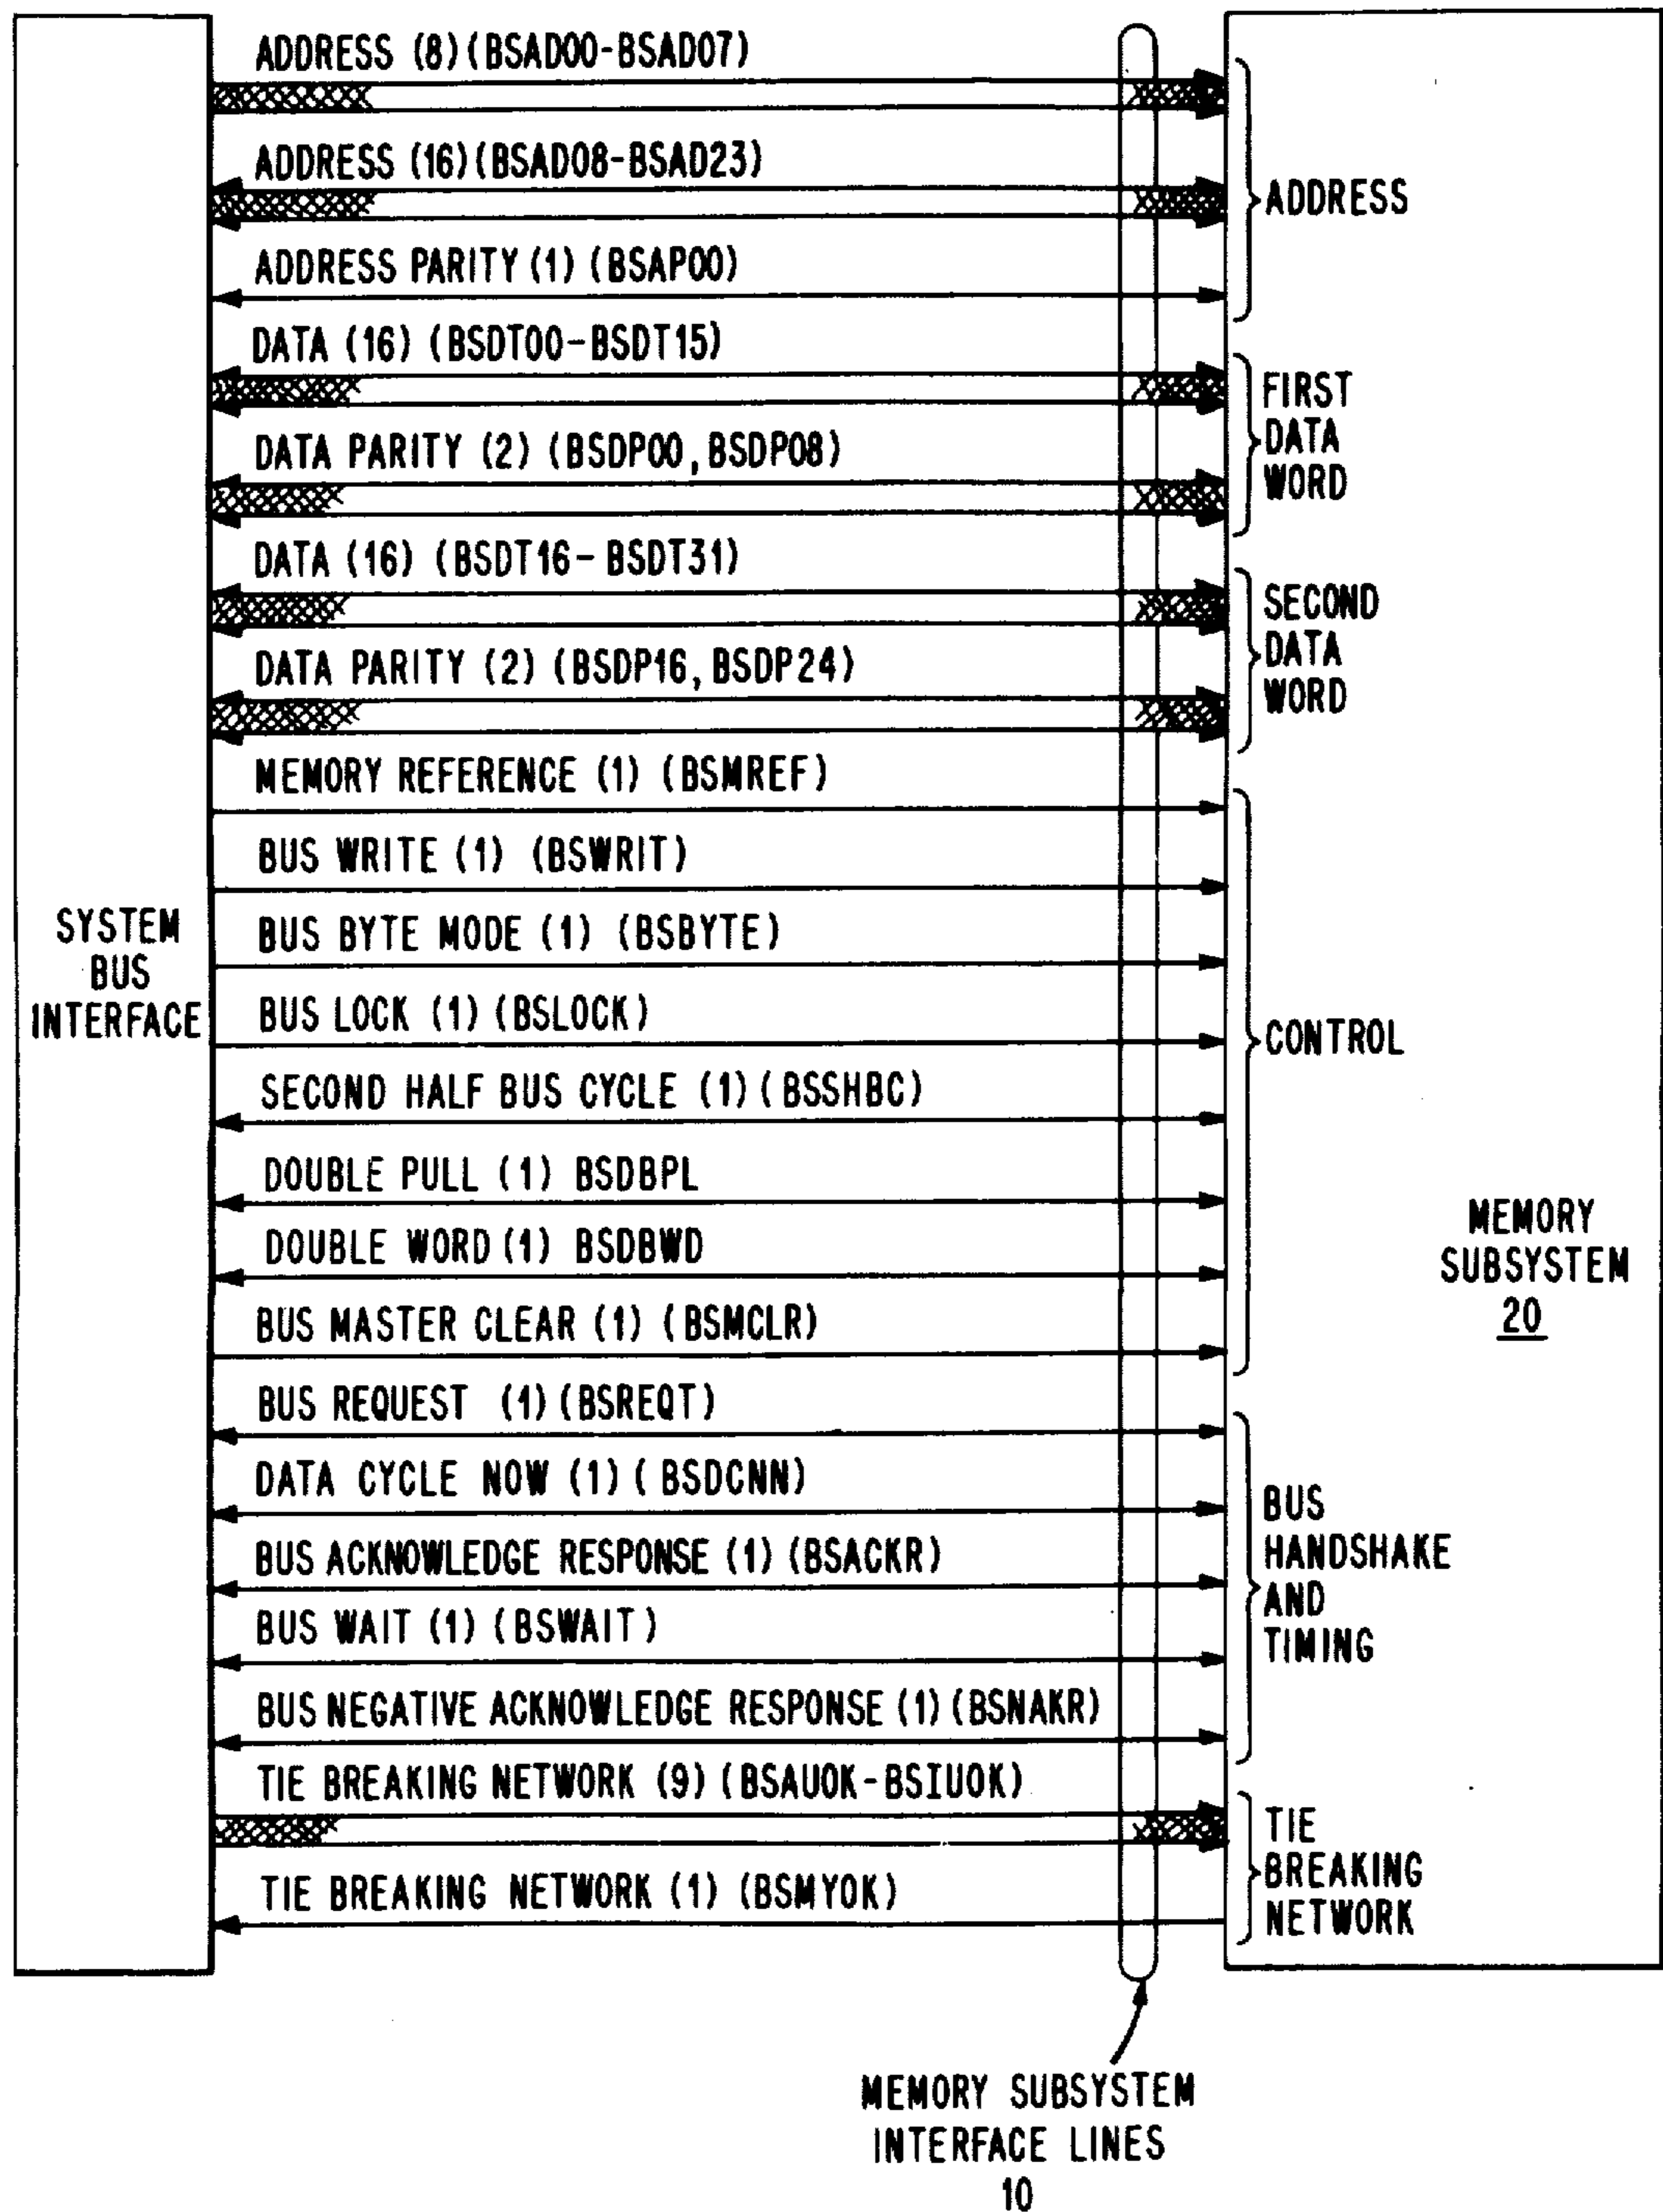 ADDRESS (8) (BSAD00-BSAD07)
ADDRESS (16) (BSAD08-BSAD23)
ADDRESS PARITY (1) (BSAP00)
ADDRESS
DATA (16) (BSDT00-BSDT15)
DATA PARITY (2) (BSDP00, BSDP08)
FIRST
DATA
WORD
DATA (16) (BSDT16-BSDT31)
DATA PARITY (2) (BSDP16, BSDP24)
SECOND
DATA
WORD
MEMORY REFERENCE (1) (BSMREF)
BUS WRITE (1) (BSWRIT)
BUS BYTE MODE (1) (BSBYTE)
BUS LOCK (1) (BSLOCK)
SECOND HALF BUS CYCLE (1) (BSSHBC)
DOUBLE PULL (1) BSDBPL
DOUBLE WORD (1) BSDBWD
BUS MASTER CLEAR (1) (BSMCLR)
CONTROL
SYSTEM
BUS
INTERFACE
MEMORY
SUBSYSTEM
20
BUS REQUEST (1) (BSREQT)
DATA CYCLE NOW (1) (BSDCNN)
BUS ACKNOWLEDGE RESPONSE (1) (BSACKR)
BUS WAIT (1) (BSWAIT)
BUS NEGATIVE ACKNOWLEDGE RESPONSE (1) (BSNAKR)
BUS
HANDSHAKE
AND
TIMING
TIE BREAKING NETWORK (9) (BSAUOK-BSIUOK)
TIE BREAKING NETWORK (1) (BSMYOK)
TIE
BREAKING
NETWORK
MEMORY SUBSYSTEM
INTERFACE LINES
10